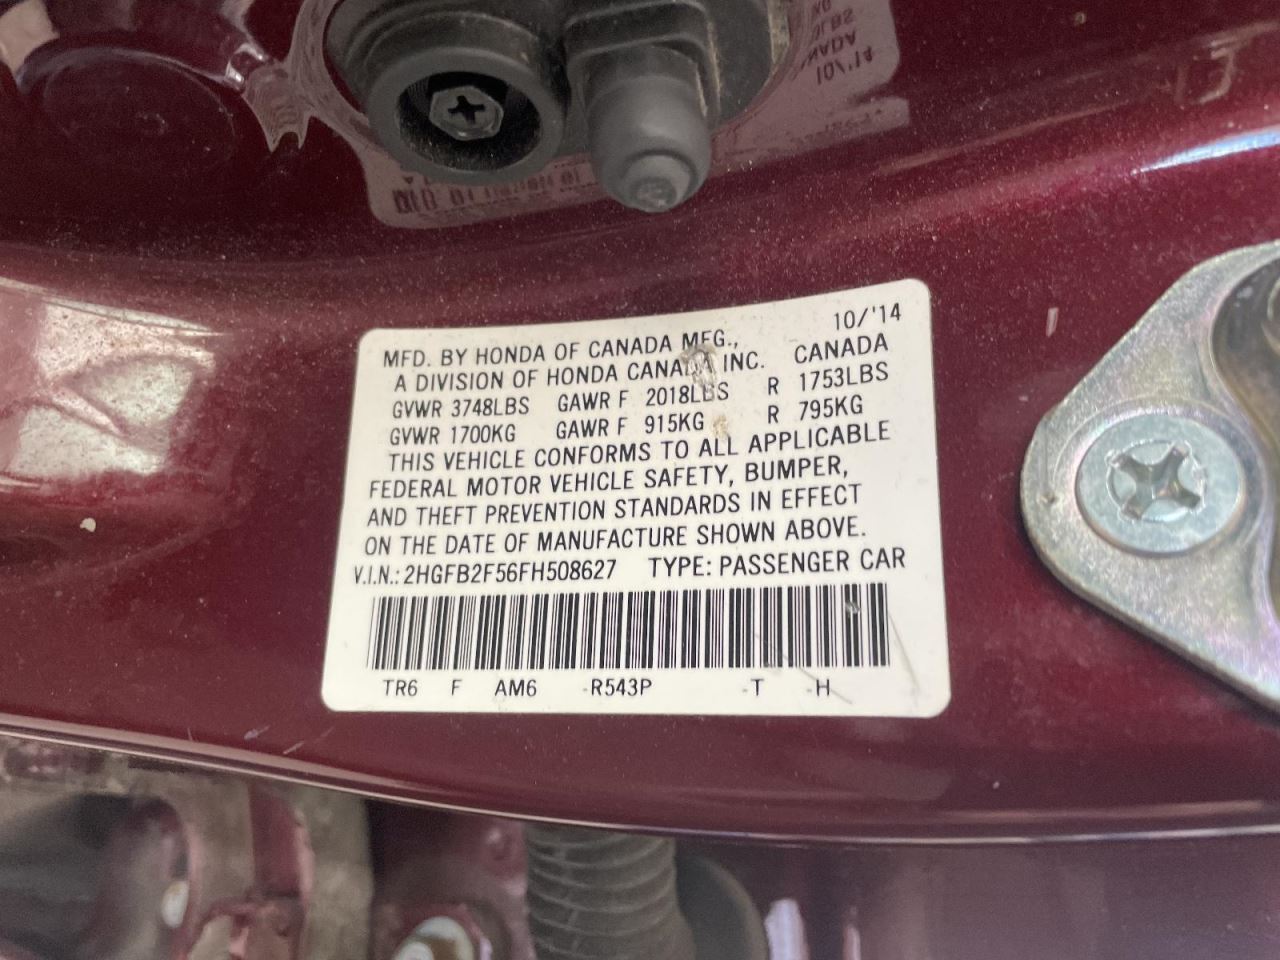 10/'14
MFD. BY HONDA OF CANADA MFG.,
A DIVISION OF HONDA CANADA INC. CANADA
GVWR 3748LBS GAWR F 2018LBS R 1753LBS
GVWR 1700KG GAWR F 915KG R 795KG
THIS VEHICLE CONFORMS TO ALL APPLICABLE
FEDERAL MOTOR VEHICLE SAFETY, BUMPER,
AND THEFT PREVENTION STANDARDS IN EFFECT
ON THE DATE OF MANUFACTURE SHOWN ABOVE.
V.I.N.: 2HGFB2F56FH508627 TYPE: PASSENGER CAR
TR6 F AM6 -R543P -T -H